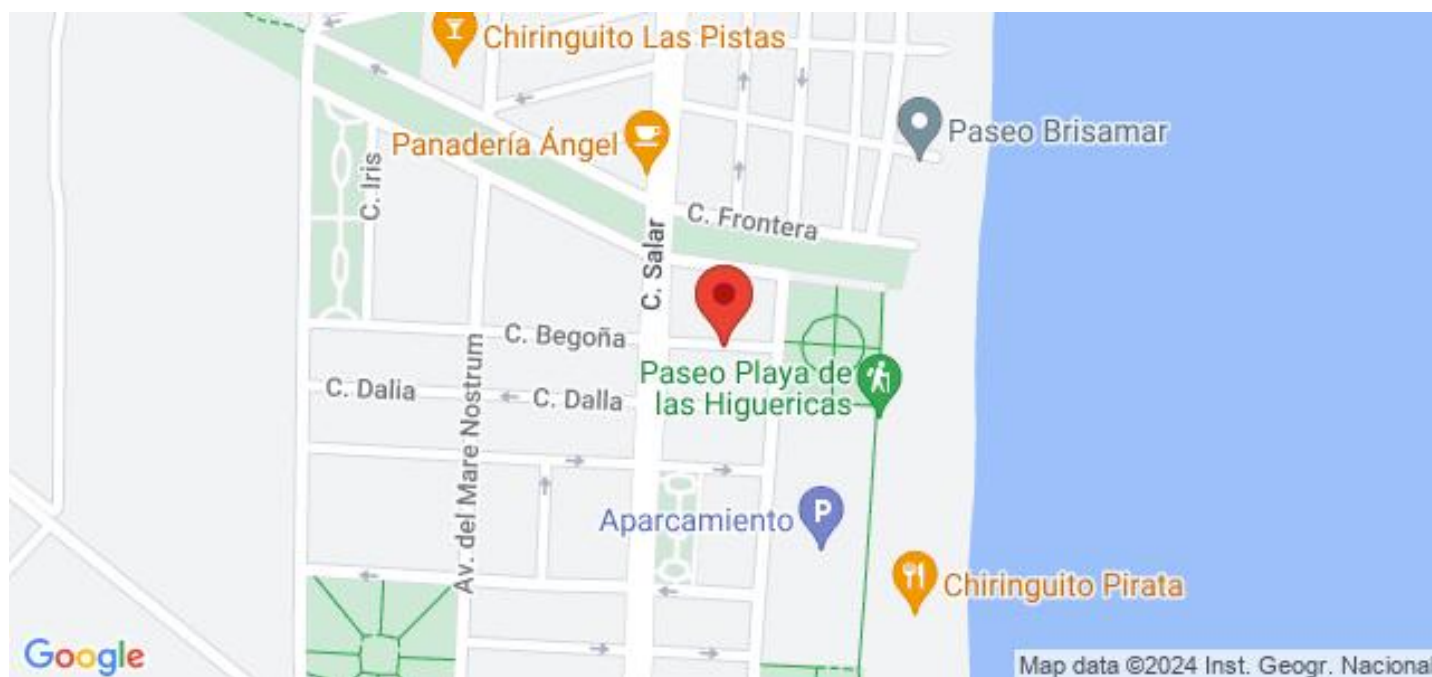 Chiringuito Las Pistas
Panadería Ángel
Paseo Brisamar
C. Iris
C. Frontera
C. Salar
C. Begoña
Paseo Playa de
las Higuericas
C. Dalia
C. Dalla
Av. del Mare Nostrum
Aparcamiento
P
Chiringuito Pirata
Google
Map data ©2024 Inst. Geogr. Nacional